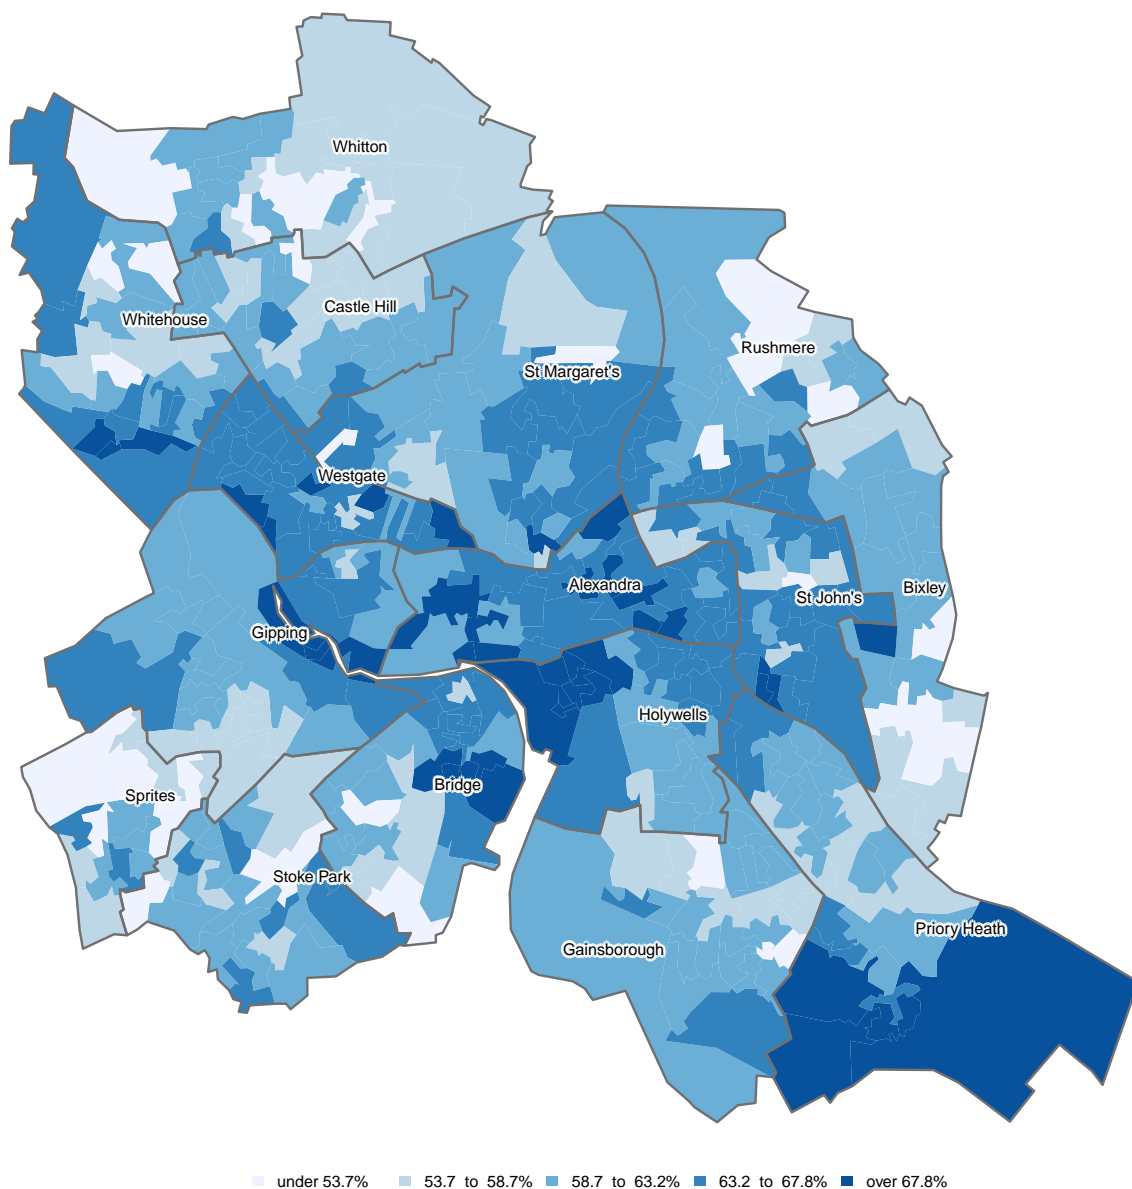 Whitton
Castle Hill
Whitehouse
Rushmere
St Margaret's
Westgate
Alexandra
Bixley
St John's
Gipping
Holywells
Bridge
Sprites
Stoke Park
Priory Heath
Gainsborough
under 53.7% 53.7 to 58.7% 58.7 to 63.2% 63.2 to 67.8% over 67.8%